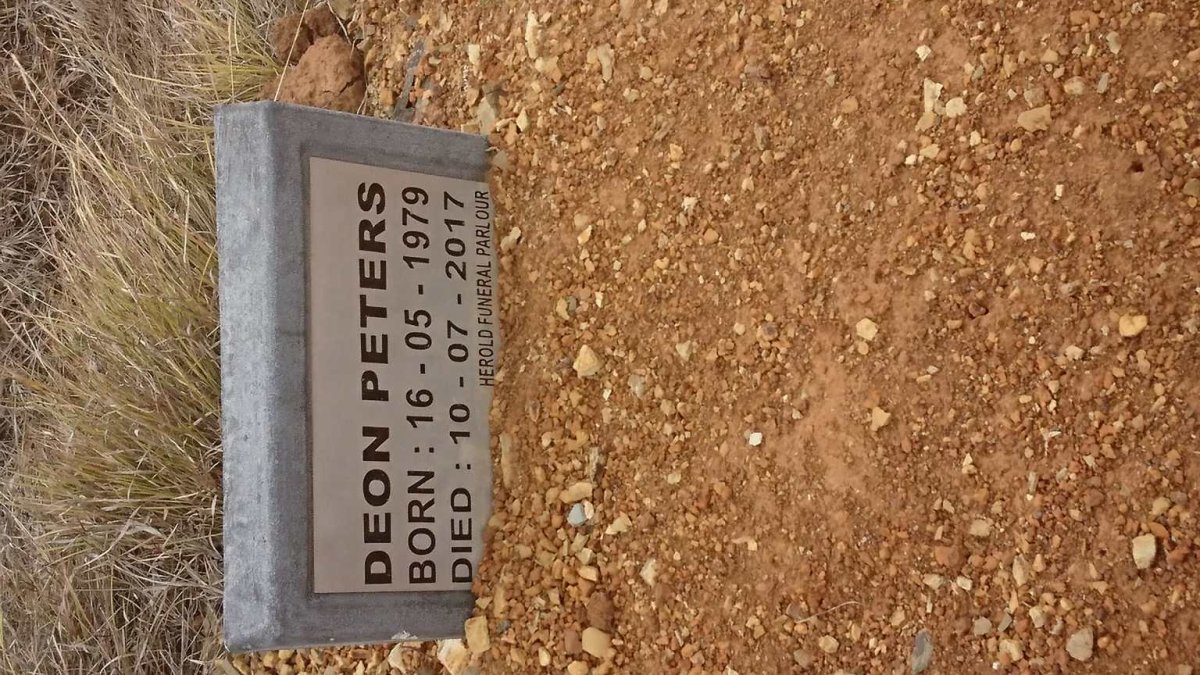 DEON PETERS
BORN : 16 - 05 - 1979
DIED : 10 - 07 - 2017
HEROLD FUNERAL PARLOUR